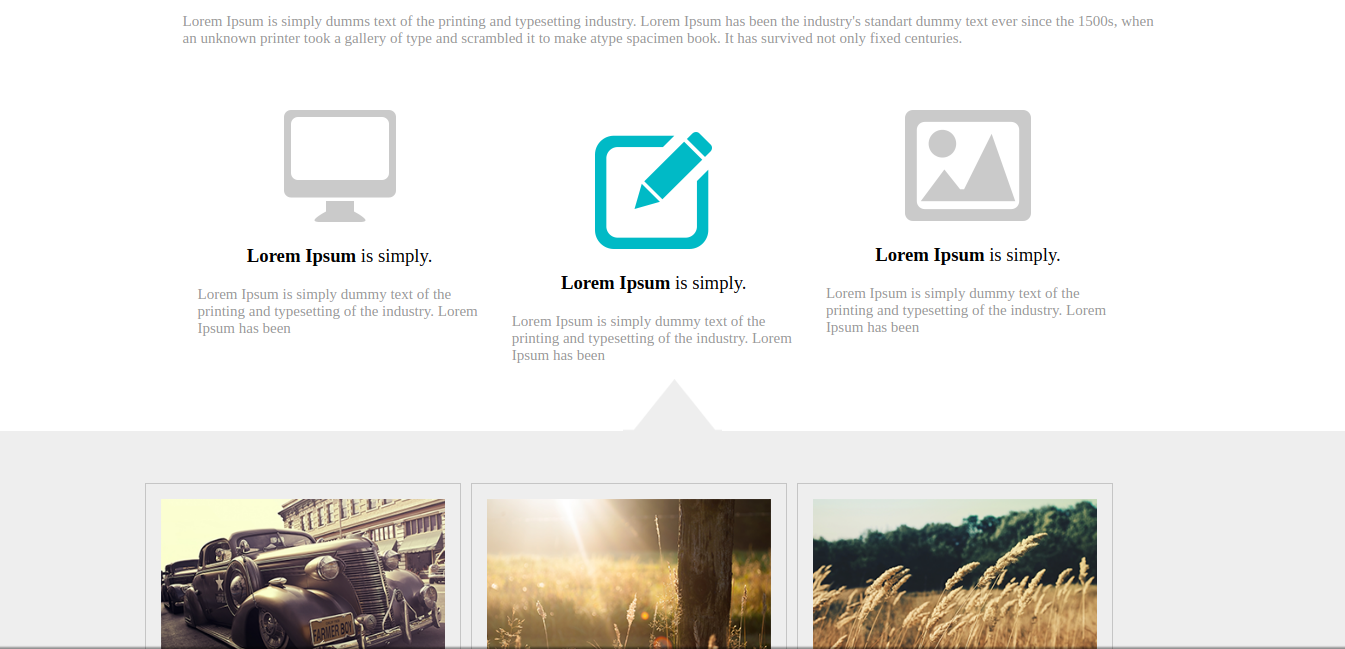 Lorem Ipsum is simply dumms text of the printing and typesetting industry. Lorem Ipsum has been the industry's standart dummy text ever since the 1500s, when
an unknown printer took a gallery of type and scrambled it to make atype spacimen book. It has survived not only fixed centuries.
Lorem Ipsum is simply.
Lorem Ipsum is simply dummy text of the
printing and typesetting of the industry. Lorem
Ipsum has been
Lorem Ipsum is simply.
Lorem Ipsum is simply dummy text of the
printing and typesetting of the industry. Lorem
Ipsum has been
Lorem Ipsum is simply.
Lorem Ipsum is simply dummy text of the
printing and typesetting of the industry. Lorem
Ipsum has been
FARMER BOY